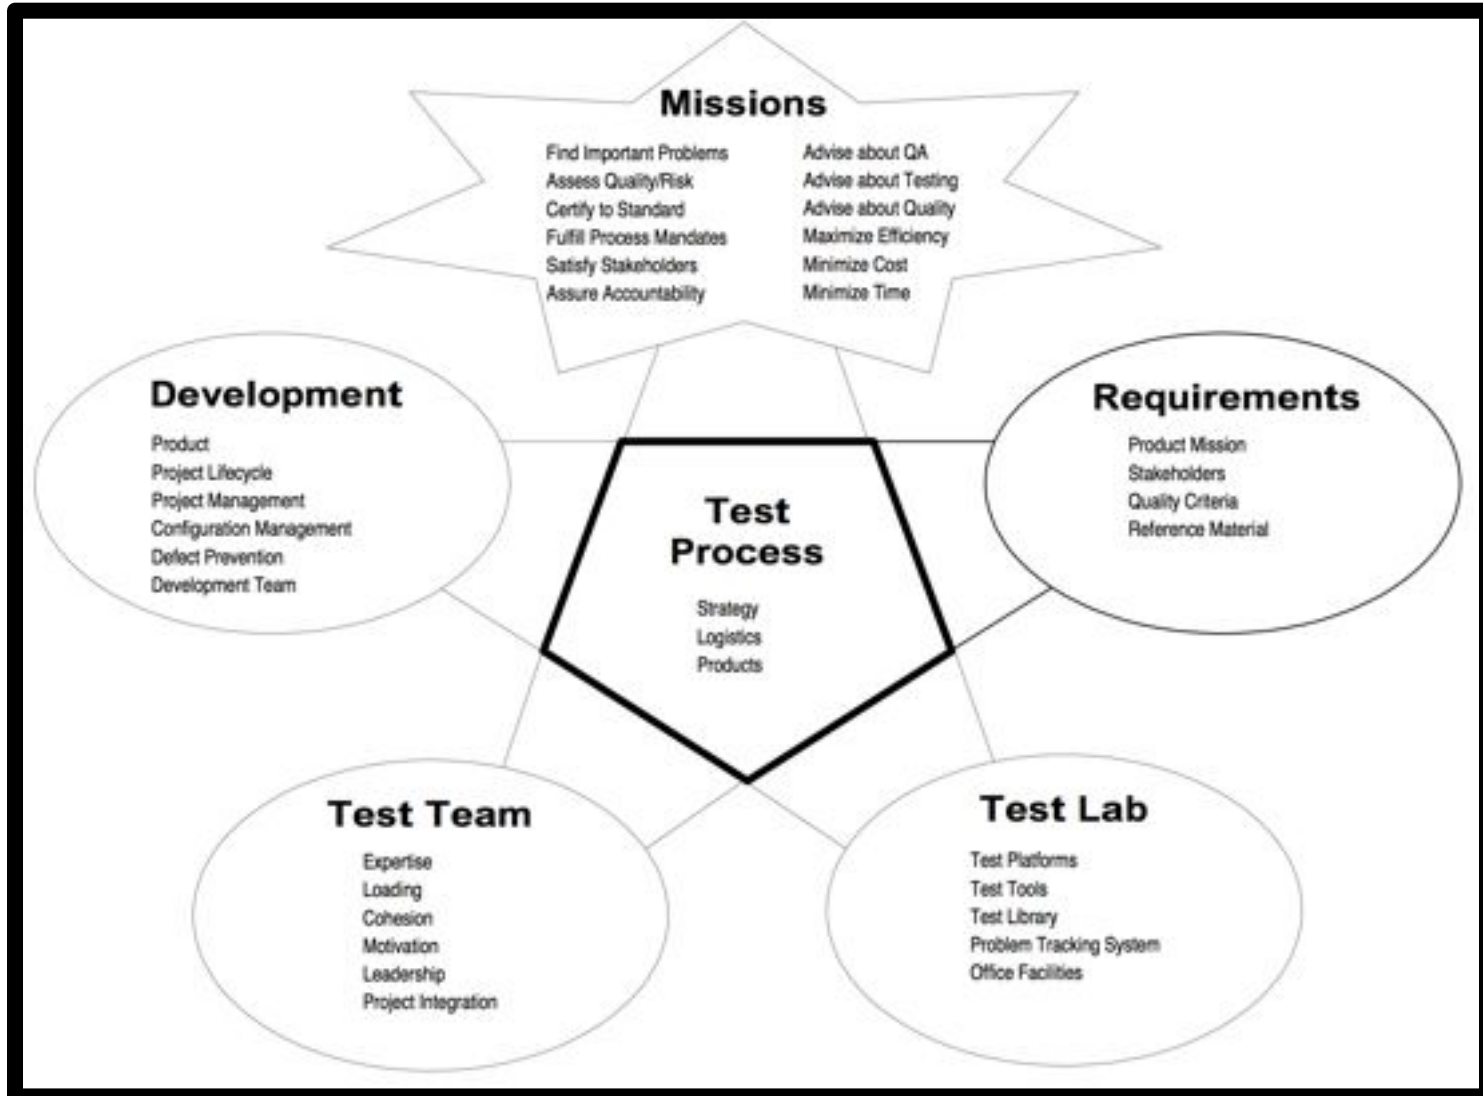 Missions
Find Important Problems
Assess Quality/Risk
Certify to Standard
Fulfill Process Mandates
Satisfy Stakeholders
Assure Accountability
Advise about QA
Advise about Testing
Advise about Quality
Maximize Efficiency
Minimize Cost
Minimize Time
Development
Product
Project Lifecycle
Project Management
Configuration Management
Defect Prevention
Development Team
Requirements
Product Mission
Stakeholders
Quality Criteria
Reference Material
Test
Process
Strategy
Logistics
Products
Test Team
Expertise
Loading
Cohesion
Motivation
Leadership
Project Integration
Test Lab
Test Platforms
Test Tools
Test Library
Problem Tracking System
Office Facilities